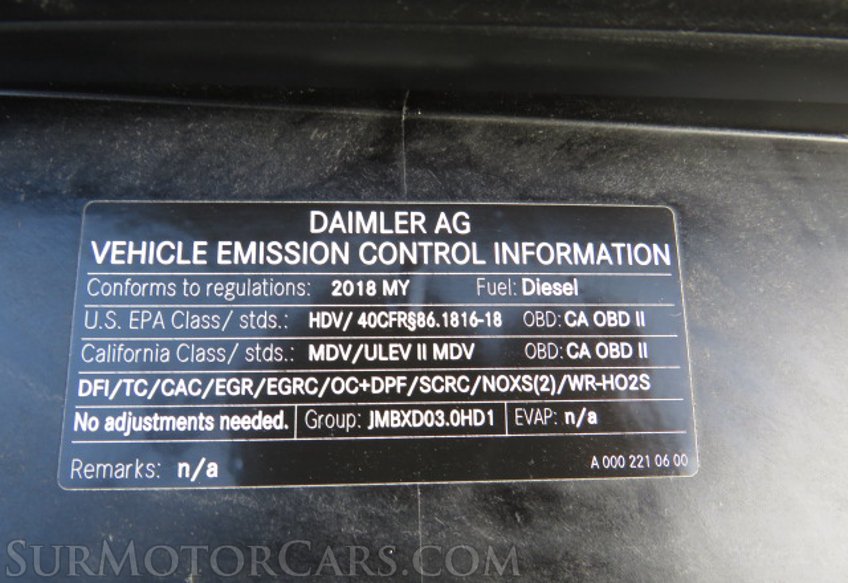 DAIMLER AG
VEHICLE EMISSION CONTROL INFORMATION
Conforms to regulations: 2018 MY Fuel: Diesel
U.S. EPA Class/ stds.: HDV/ 40CFR§86.1816-18 OBD: CA OBD II
California Class/ stds.: MDV/ULEV II MDV OBD: CA OBD II
DFI/TC/CAC/EGR/EGRC/OC+DPF/SCRC/NOXS(2)/WR-HO2S
No adjustments needed. Group: JMBXD03.0HD1 EVAP: n/a
Remarks: n/a A 000 221 06 00
SURMOTORCARS.COM